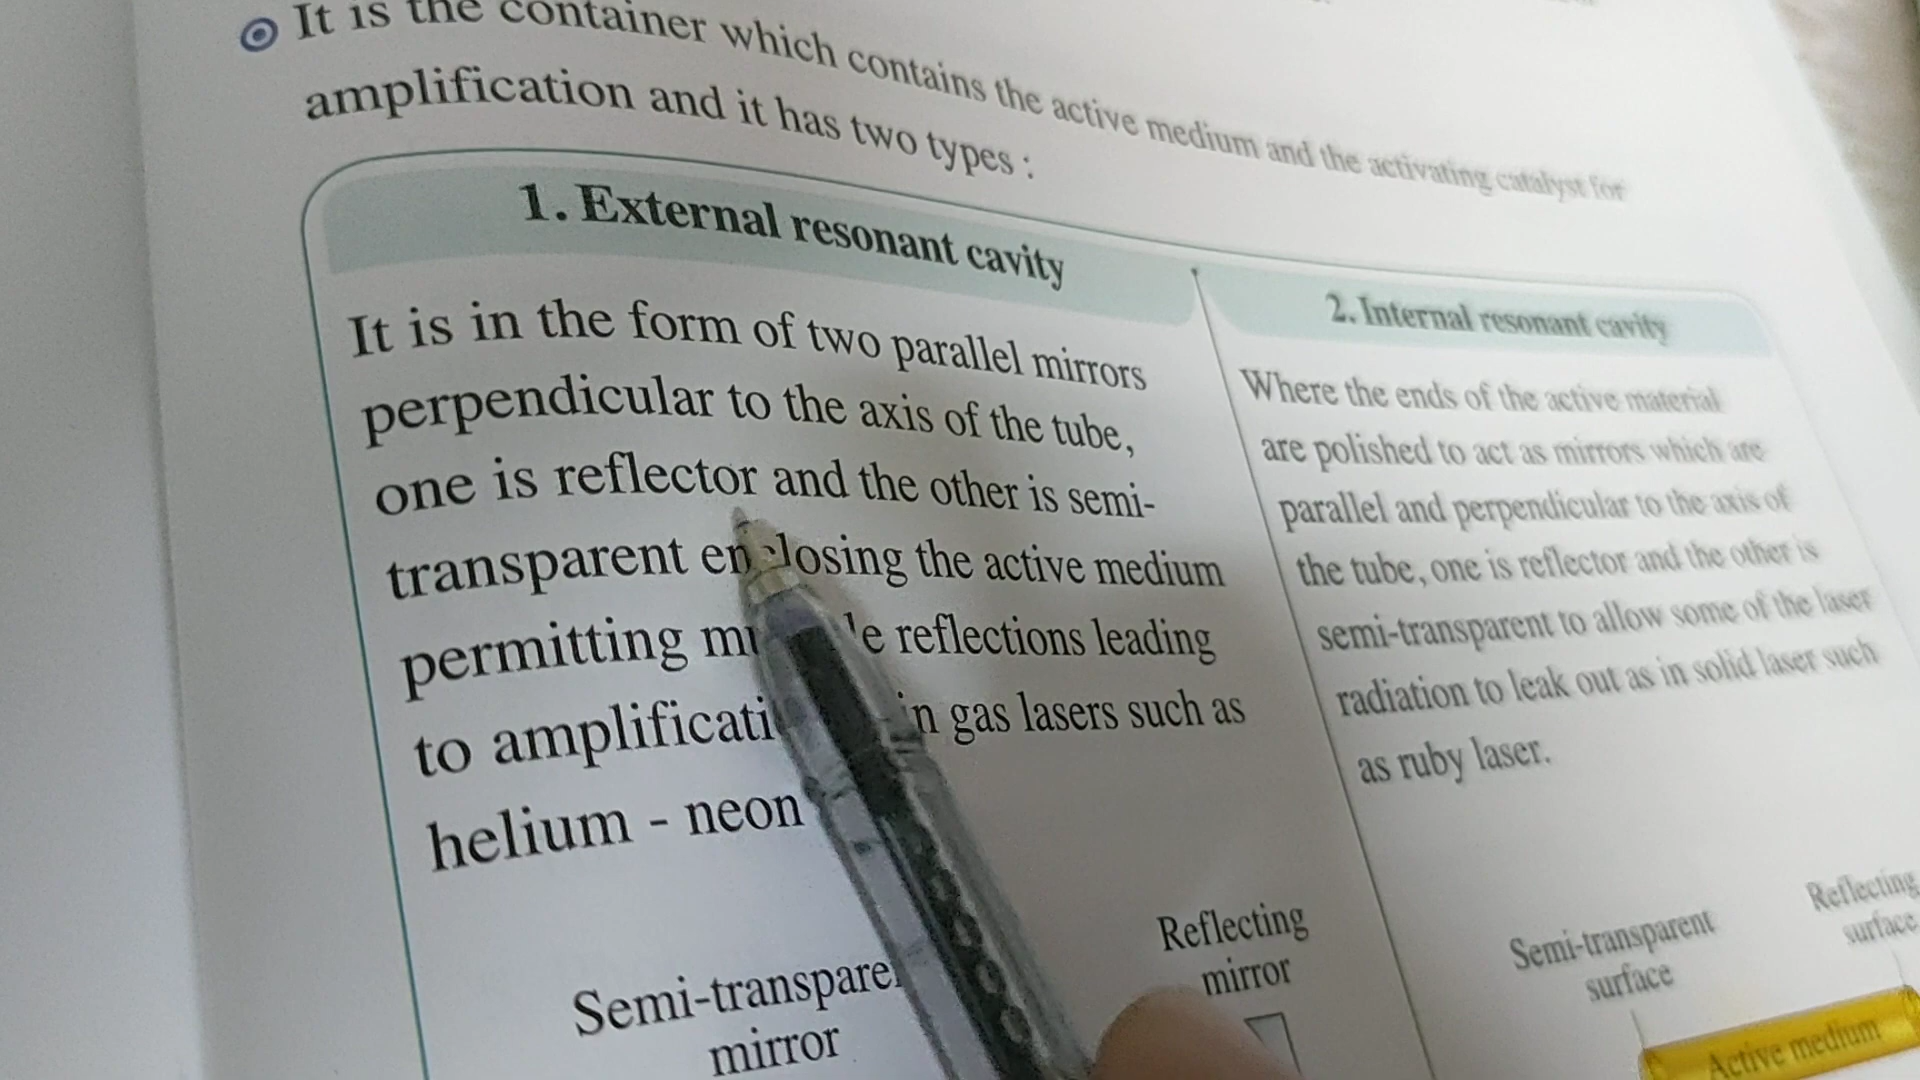 It is the container which contains the active medium and the activating catalyst for
amplification and it has two types :
1. External resonant cavity
It is in the form of two parallel mirrors
perpendicular to the axis of the tube,
one is reflector and the other is semi-
transparent enclosing the active medium
permitting reflections leading
to in gas lasers such as
helium - neon
Semi-transparent
mirror
Reflecting
mirror
2. Internal resonant cavity
Where the ends of the active material
are polished to act as mirrors which are
parallel and perpendicular to the axis of
the tube, one is reflector and the other is
semi-transparent to allow some of the laser
radiation to leak out as in solid laser such
as ruby laser.
Semi-transparent
surface
Reflecting
surface
Active medium